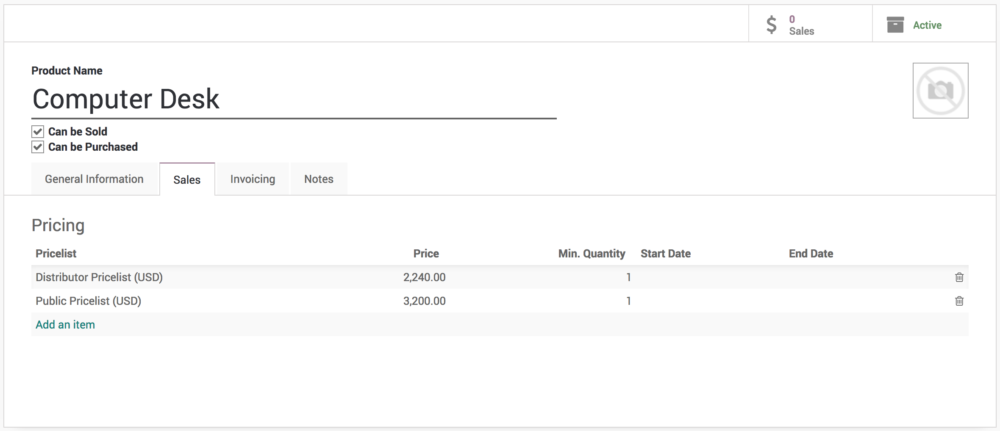 0
Sales
Active
Product Name
Computer Desk
Can be Sold
Can be Purchased
General Information Sales Invoicing Notes
Pricing
Pricelist Price Min. Quantity Start Date End Date
Distributor Pricelist (USD) 2,240.00 1
Public Pricelist (USD) 3,200.00 1
Add an item